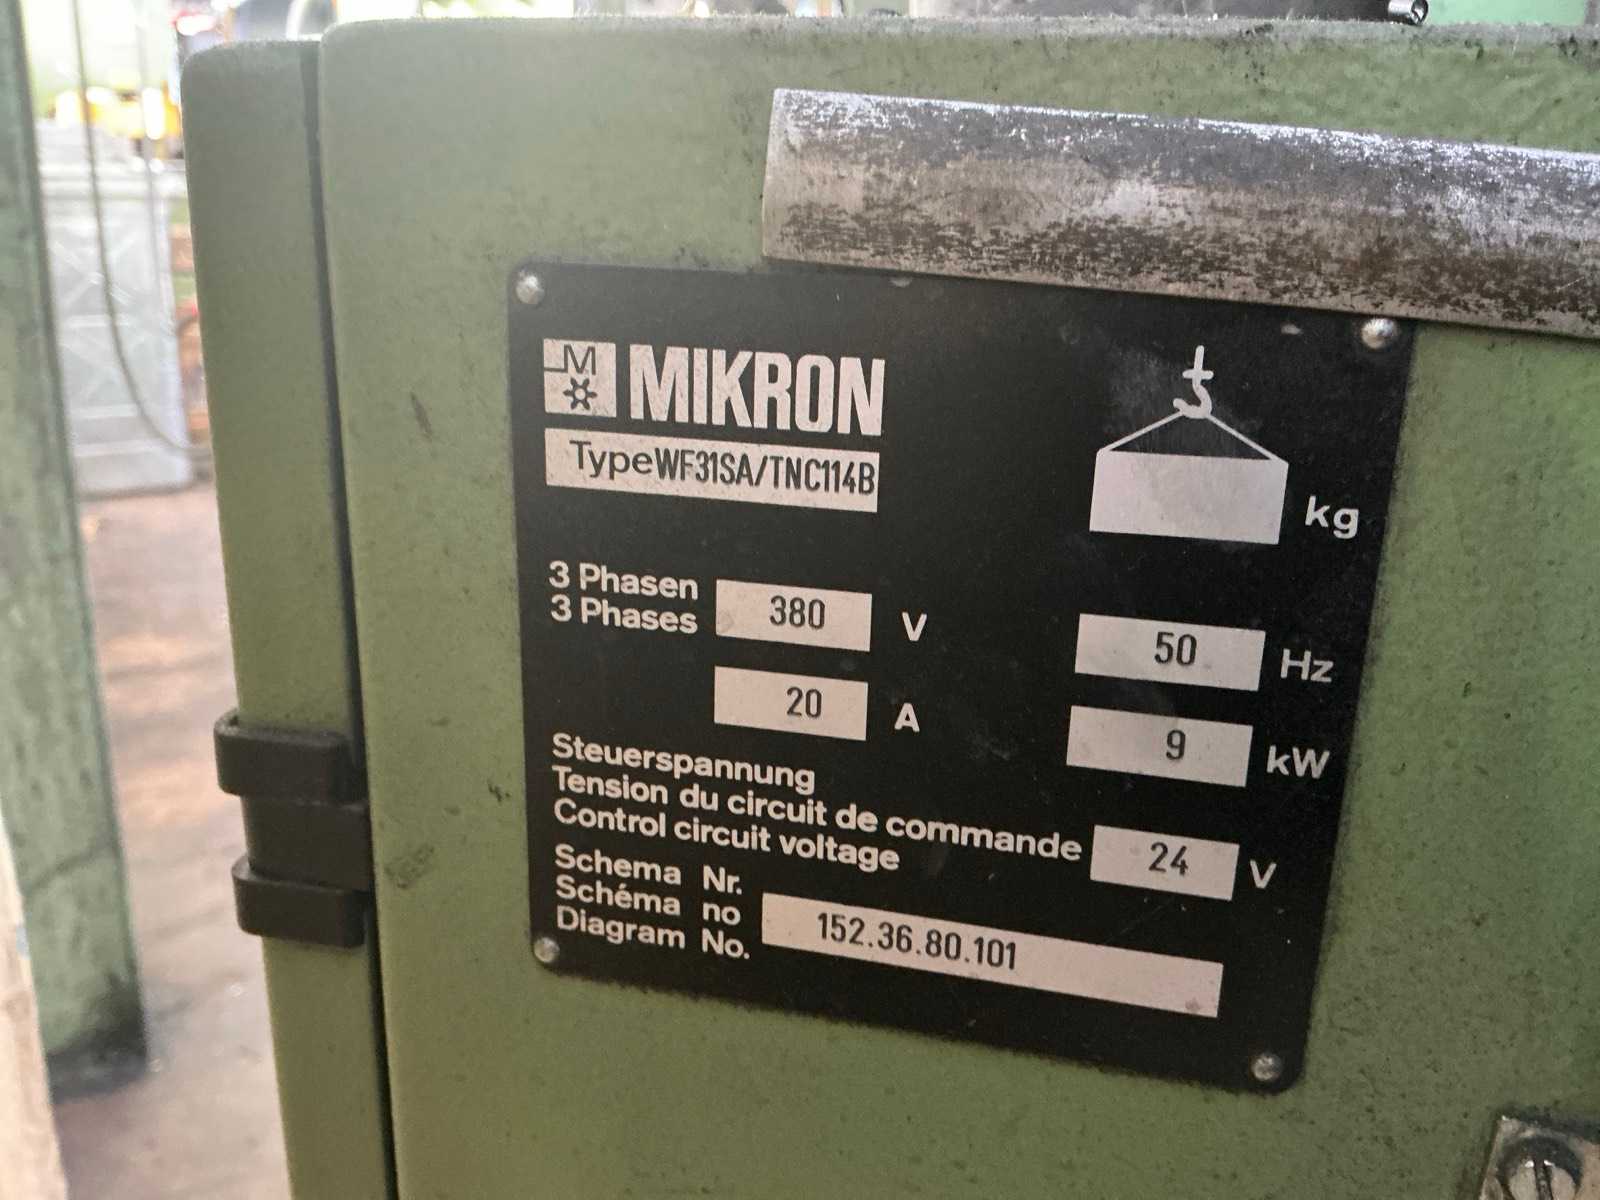 M
MIKRON
Type WF31SA/TNC114B
kg
3 Phasen
3 Phases
380 V
50 Hz
20 A
9 kW
Steuerspannung
Tension du circuit de commande
Control circuit voltage
24 V
Schema Nr.
Schéma no
Diagram No.
152.36.80.101